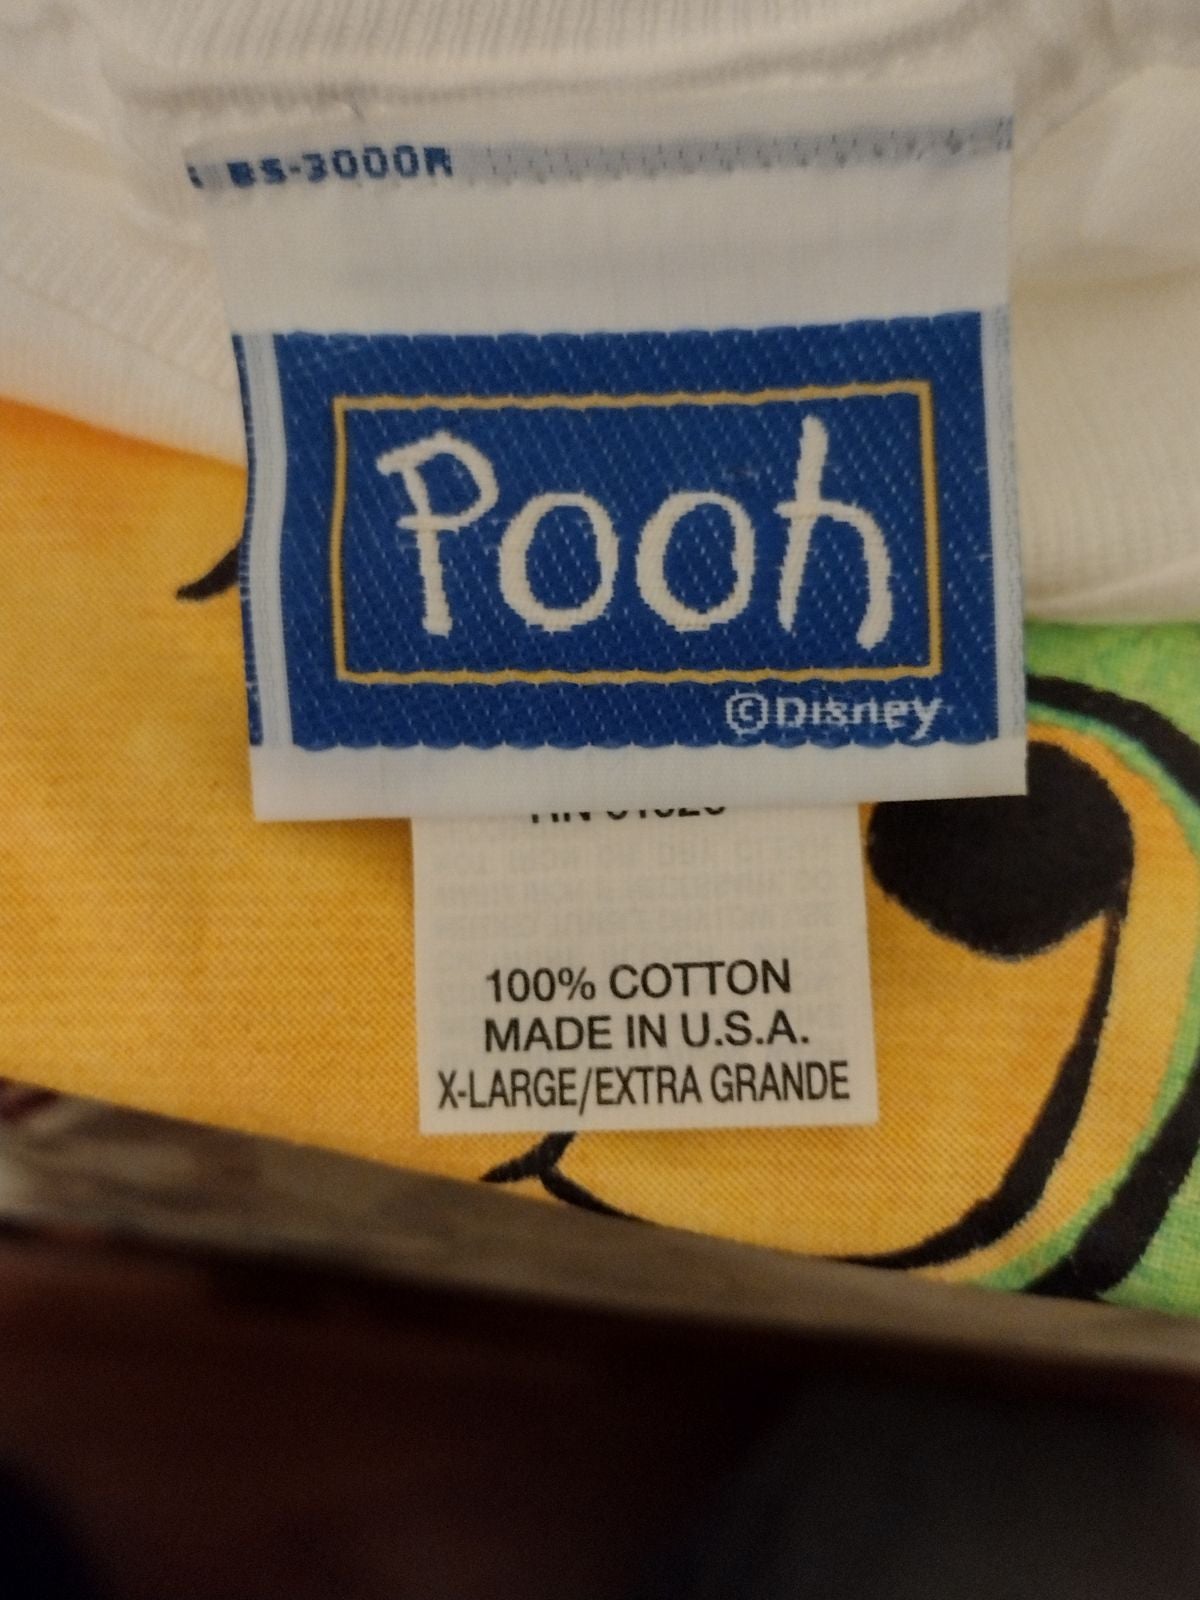 BS-3000R
Pooh
©Disney
100% COTTON
MADE IN U.S.A.
X-LARGE/EXTRA GRANDE